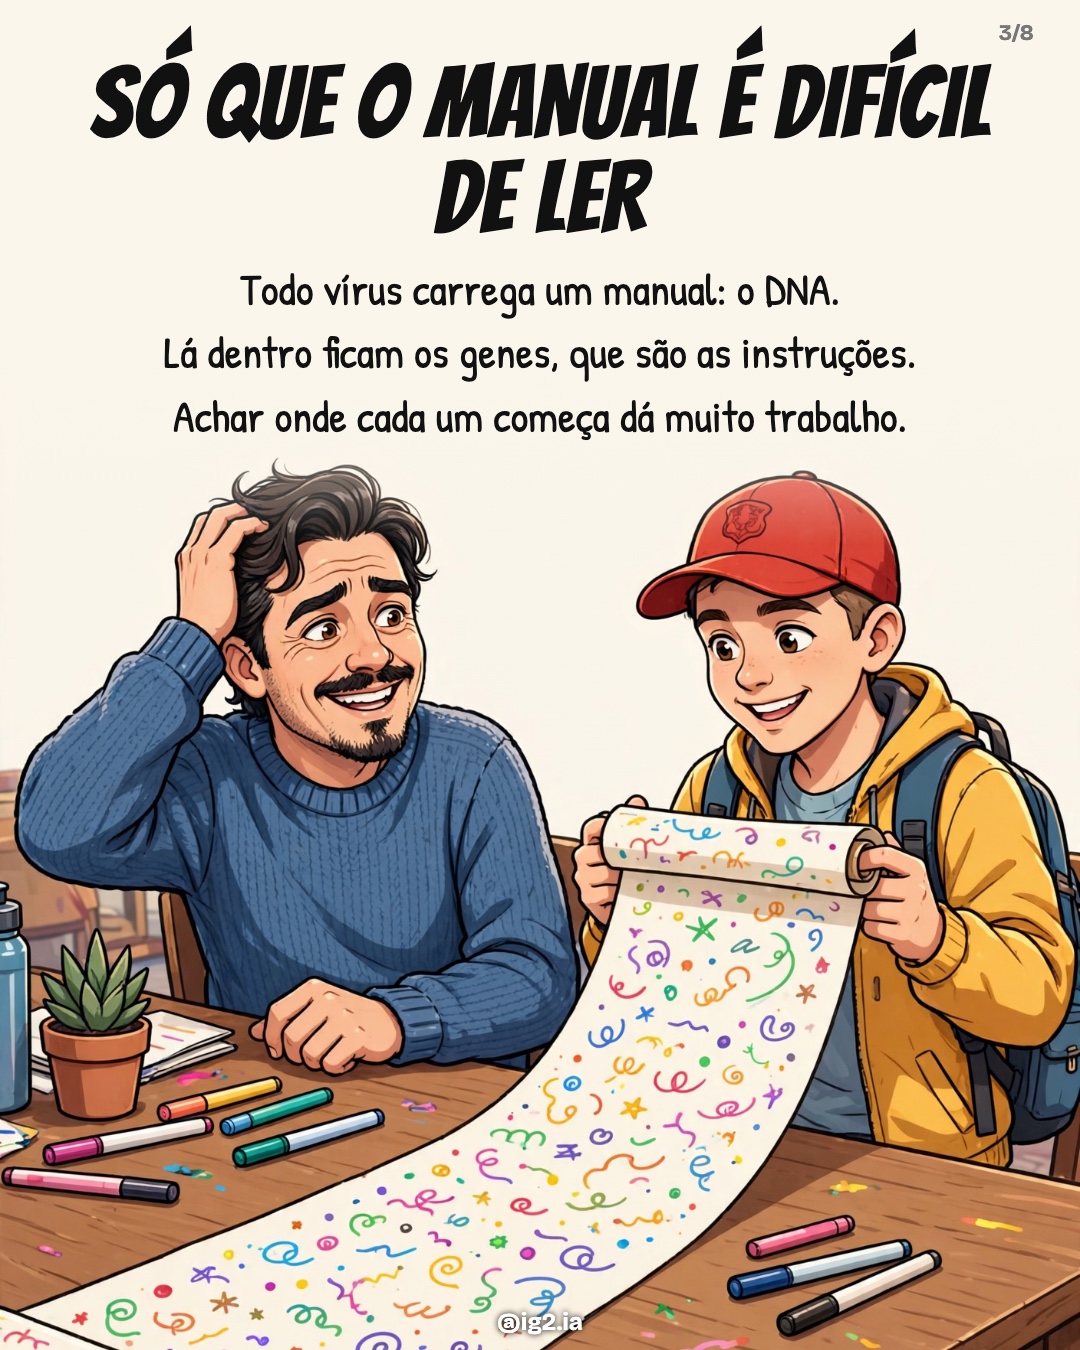 3/8
SÓ QUE O MANUAL É DIFÍCIL
DE LER
Todo vírus carrega um manual: o DNA.
Lá dentro ficam os genes, que são as instruções.
Achar onde cada um começa dá muito trabalho.
@ig2.ia